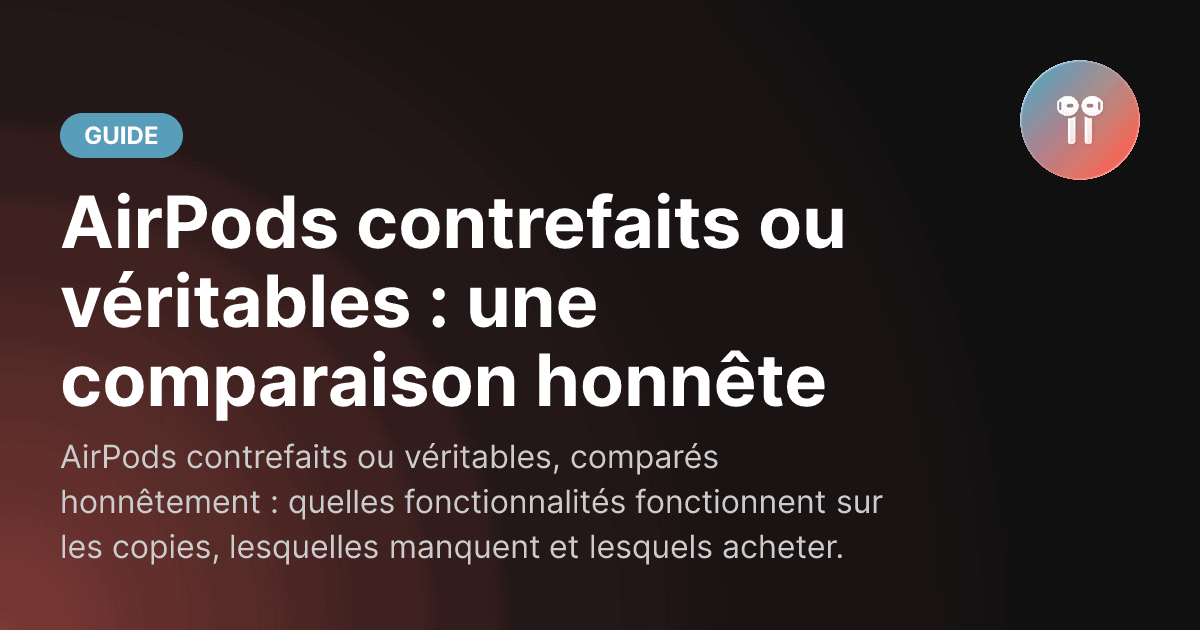 GUIDE
AirPods contrefaits ou
véritables : une
comparaison honnête
AirPods contrefaits ou véritables, comparés
honnêtement : quelles fonctionnalités fonctionnent sur
les copies, lesquelles manquent et lesquels acheter.